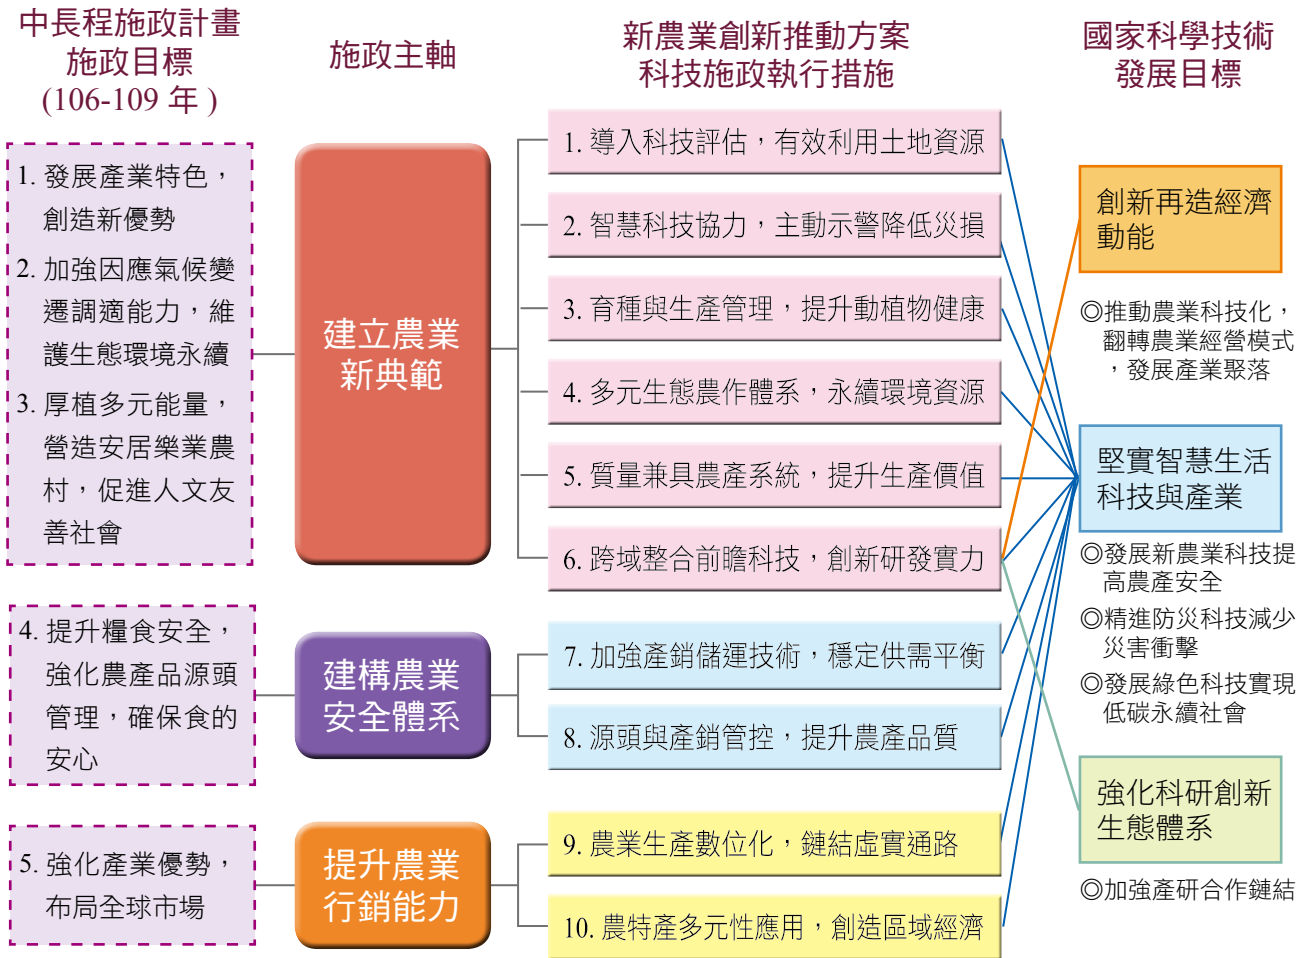 中長程施政計畫
施政目標
(106-109 年 )
施政主軸
新農業創新推動方案
科技施政執行措施
國家科學技術
發展目標
1. 發展產業特色，
創造新優勢
2. 加強因應氣候變
遷調適能力，維
護生態環境永續
3. 厚植多元能量，
營造安居樂業農
村，促進人文友
善社會
4. 提升糧食安全，
強化農產品源頭
管理，確保食的
安心
5. 強化產業優勢，
布局全球市場
建立農業
新典範
建構農業
安全體系
提升農業
行銷能力
1. 導入科技評估，有效利用土地資源
2. 智慧科技協力，主動示警降低災損
3. 育種與生產管理，提升動植物健康
4. 多元生態農作體系，永續環境資源
5. 質量兼具農產系統，提升生產價值
6. 跨域整合前瞻科技，創新研發實力
7. 加強產銷儲運技術，穩定供需平衡
8. 源頭與產銷管控，提升農產品質
9. 農業生產數位化，鏈結虛實通路
10. 農特產多元性應用，創造區域經濟
創新再造經濟
動能
◎推動農業科技化，
翻轉農業經營模式
，發展產業聚落
堅實智慧生活
科技與產業
◎發展新農業科技提
高農產安全
◎精進防災科技減少
災害衝擊
◎發展綠色科技實現
低碳永續社會
強化科研創新
生態體系
◎加強產研合作鏈結